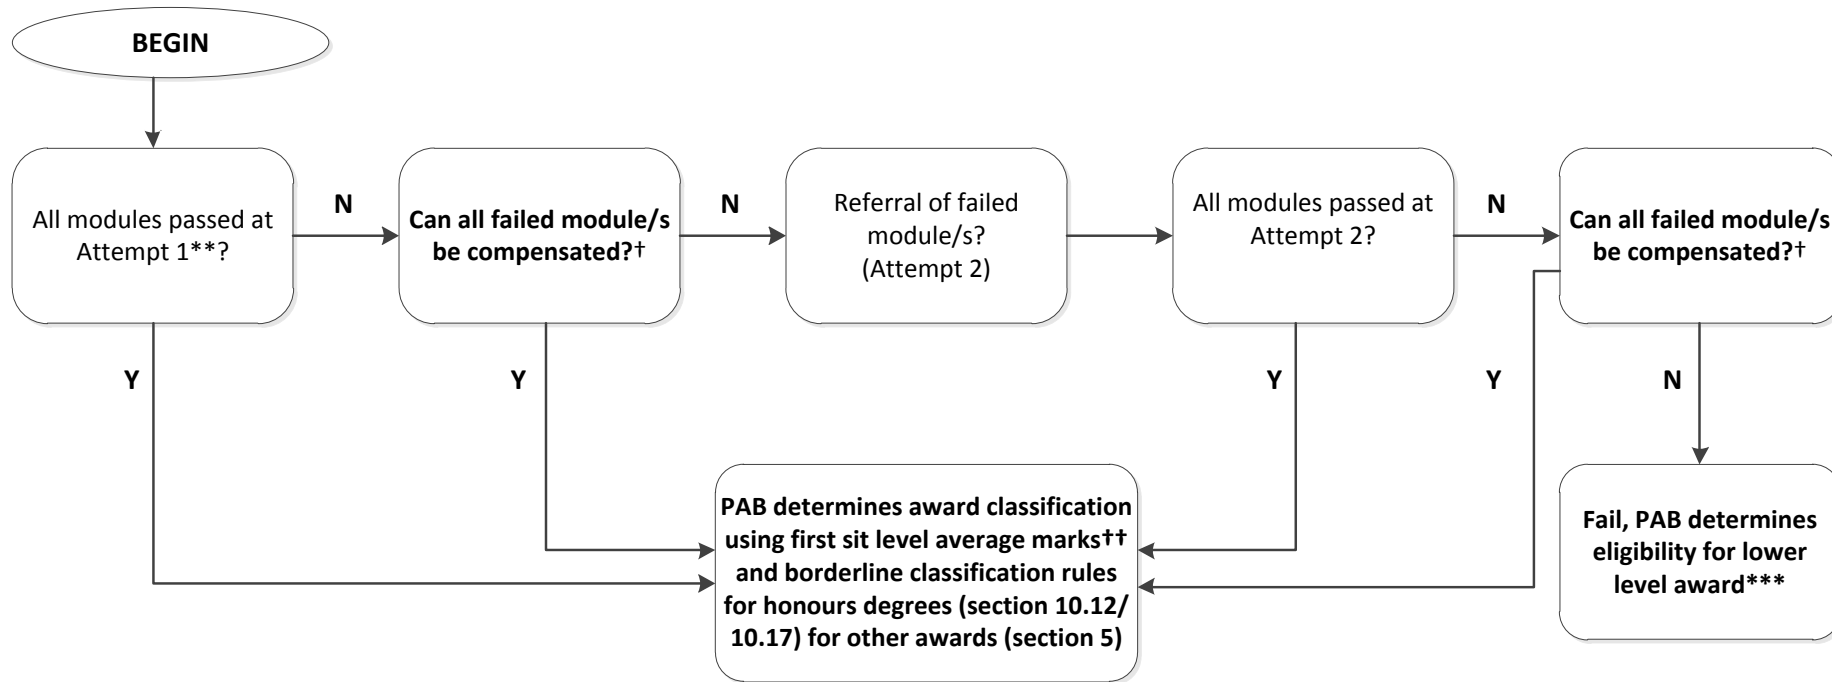 BEGIN
All modules passed at
Attempt 1**?
N
Can all failed module/s
be compensated?†
N
Referral of failed
module/s?
(Attempt 2)
All modules passed at
Attempt 2?
N
Can all failed module/s
be compensated?†
Y
Y
Y
Y
N
PAB determines award classification
using first sit level average marks††
and borderline classification rules
for honours degrees (section 10.12/
10.17) for other awards (section 5)
Fail, PAB determines
eligibility for lower
level award***